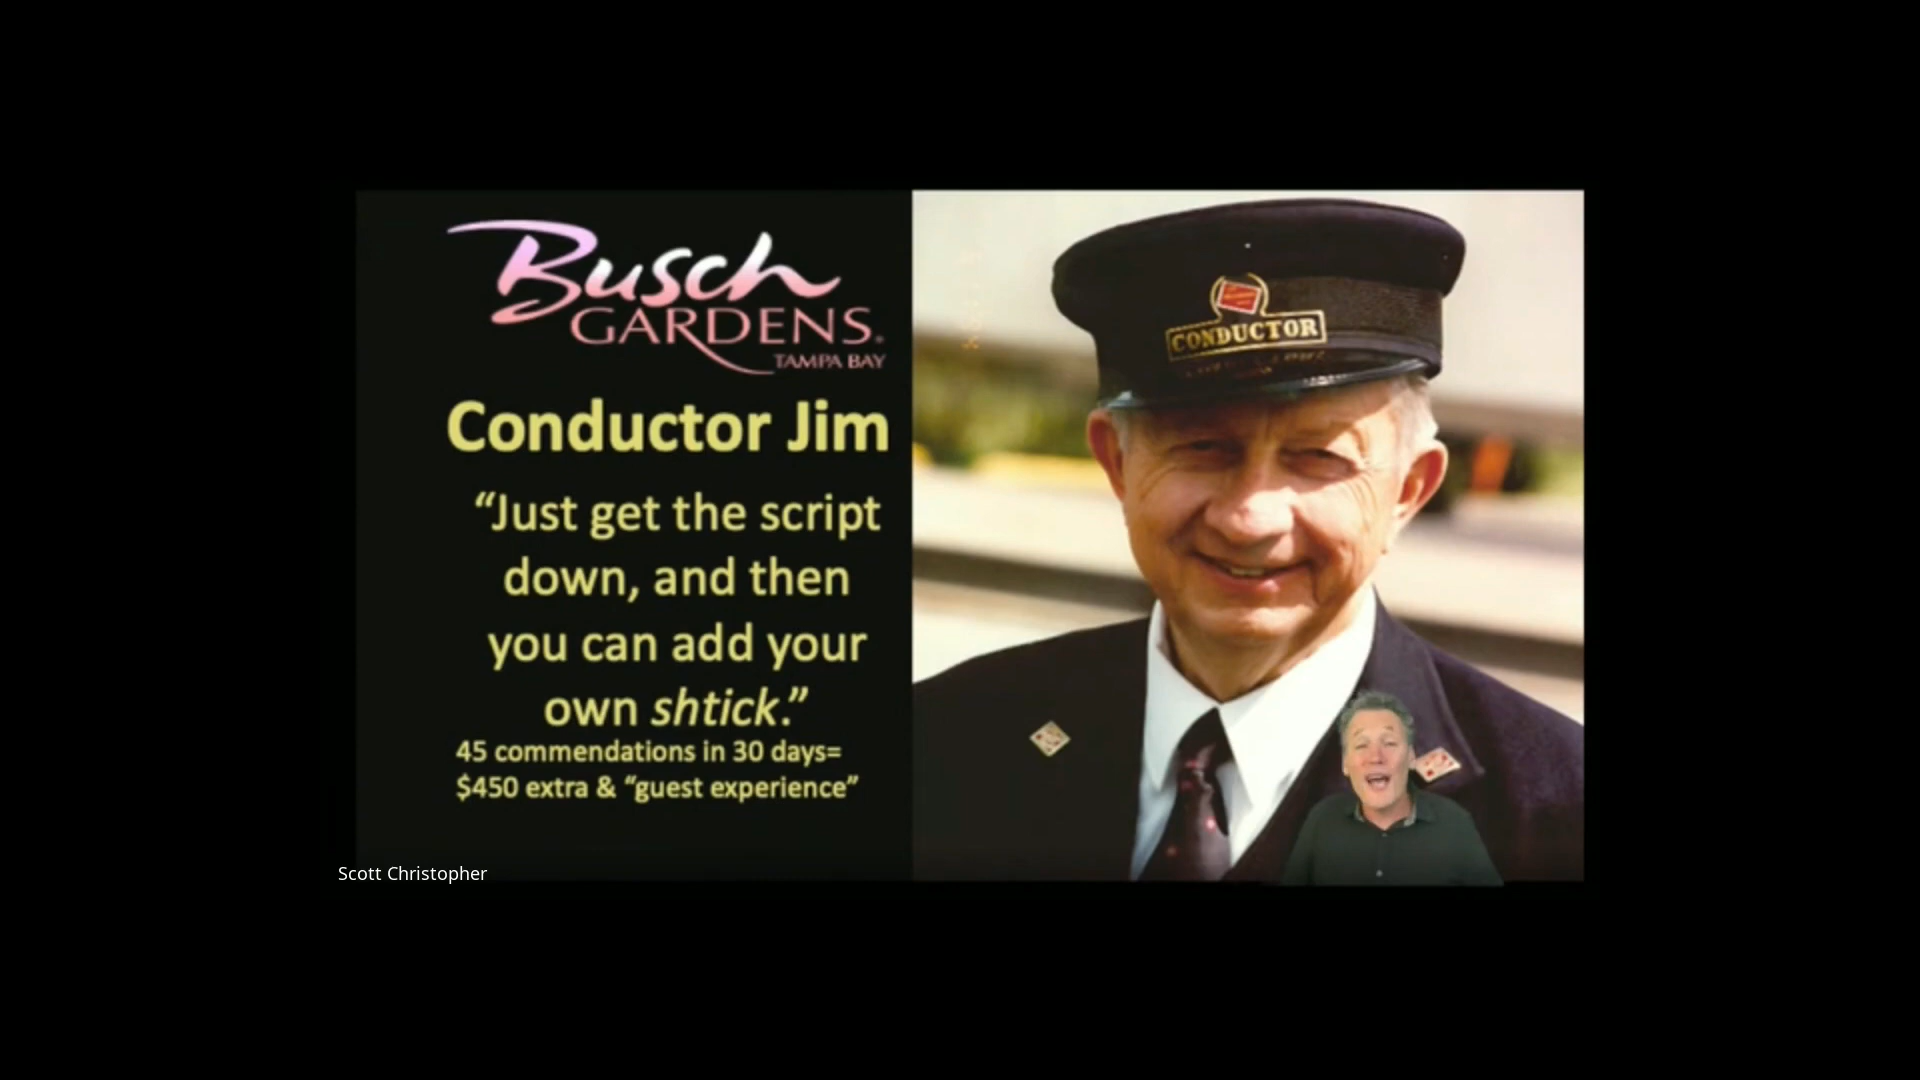 Busch
GARDENS®
TAMPA BAY
Conductor Jim
“Just get the script
down, and then
you can add your
own shtick.”
45 commendations in 30 days=
$450 extra & “guest experience”
CONDUCTOR
Scott Christopher